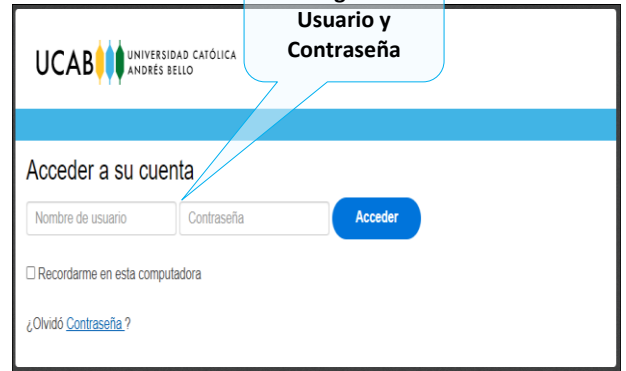 Usuario y
Contraseña
UCAB UNIVERSIDAD CATÓLICA
ANDRÉS BELLO
Acceder a su cuenta
Nombre de usuario Contraseña Acceder
Recordarme en esta computadora
¿Olvidó Contraseña ?